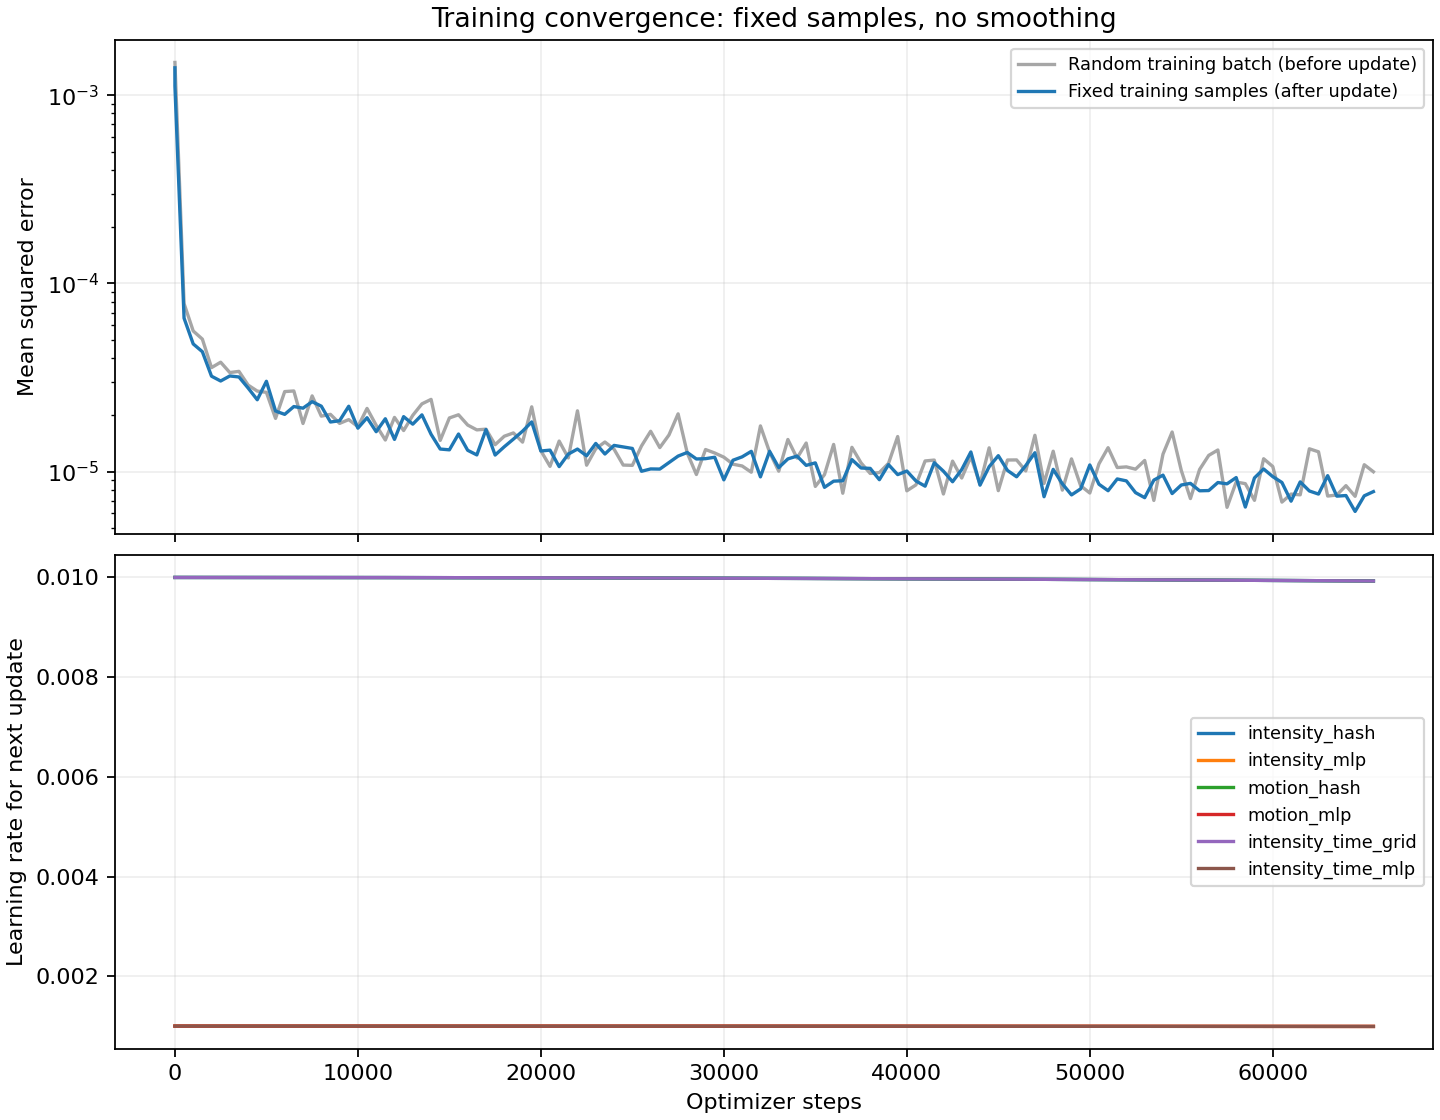 Training convergence: fixed samples, no smoothing
Random training batch (before update)
Fixed training samples (after update)
Mean squared error
10⁻³
10⁻⁴
10⁻⁵
Learning rate for next update
0.010
0.008
0.006
0.004
0.002
intensity_hash
intensity_mlp
motion_hash
motion_mlp
intensity_time_grid
intensity_time_mlp
0 10000 20000 30000 40000 50000 60000
Optimizer steps